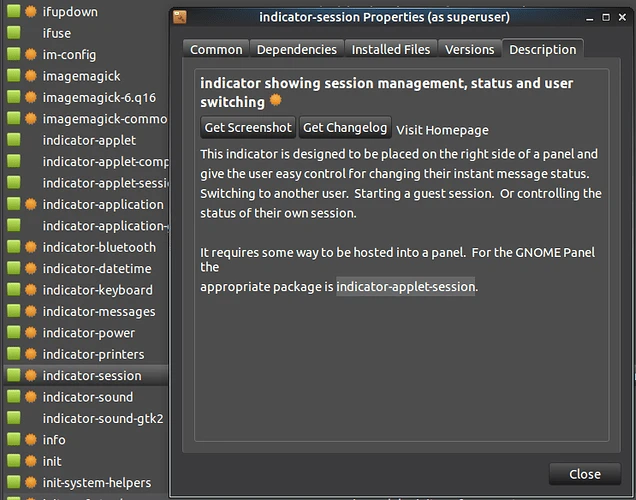 ifupdown
ifuse
im-config
imagemagick
imagemagick-6.q16
imagemagick-commo
indicator-applet
indicator-applet-comp
indicator-applet-sessi
indicator-application
indicator-application-
indicator-bluetooth
indicator-datetime
indicator-keyboard
indicator-messages
indicator-power
indicator-printers
indicator-session
indicator-sound
indicator-sound-gtk2
info
init
init-system-helpers
indicator-session Properties (as superuser)
Common Dependencies Installed Files Versions Description
indicator showing session management, status and user
switching
Get Screenshot Get Changelog Visit Homepage
This indicator is designed to be placed on the right side of a panel and
give the user easy control for changing their instant message status.
Switching to another user. Starting a guest session. Or controlling the
status of their own session.
It requires some way to be hosted into a panel. For the GNOME Panel
the
appropriate package is indicator-applet-session.
Close